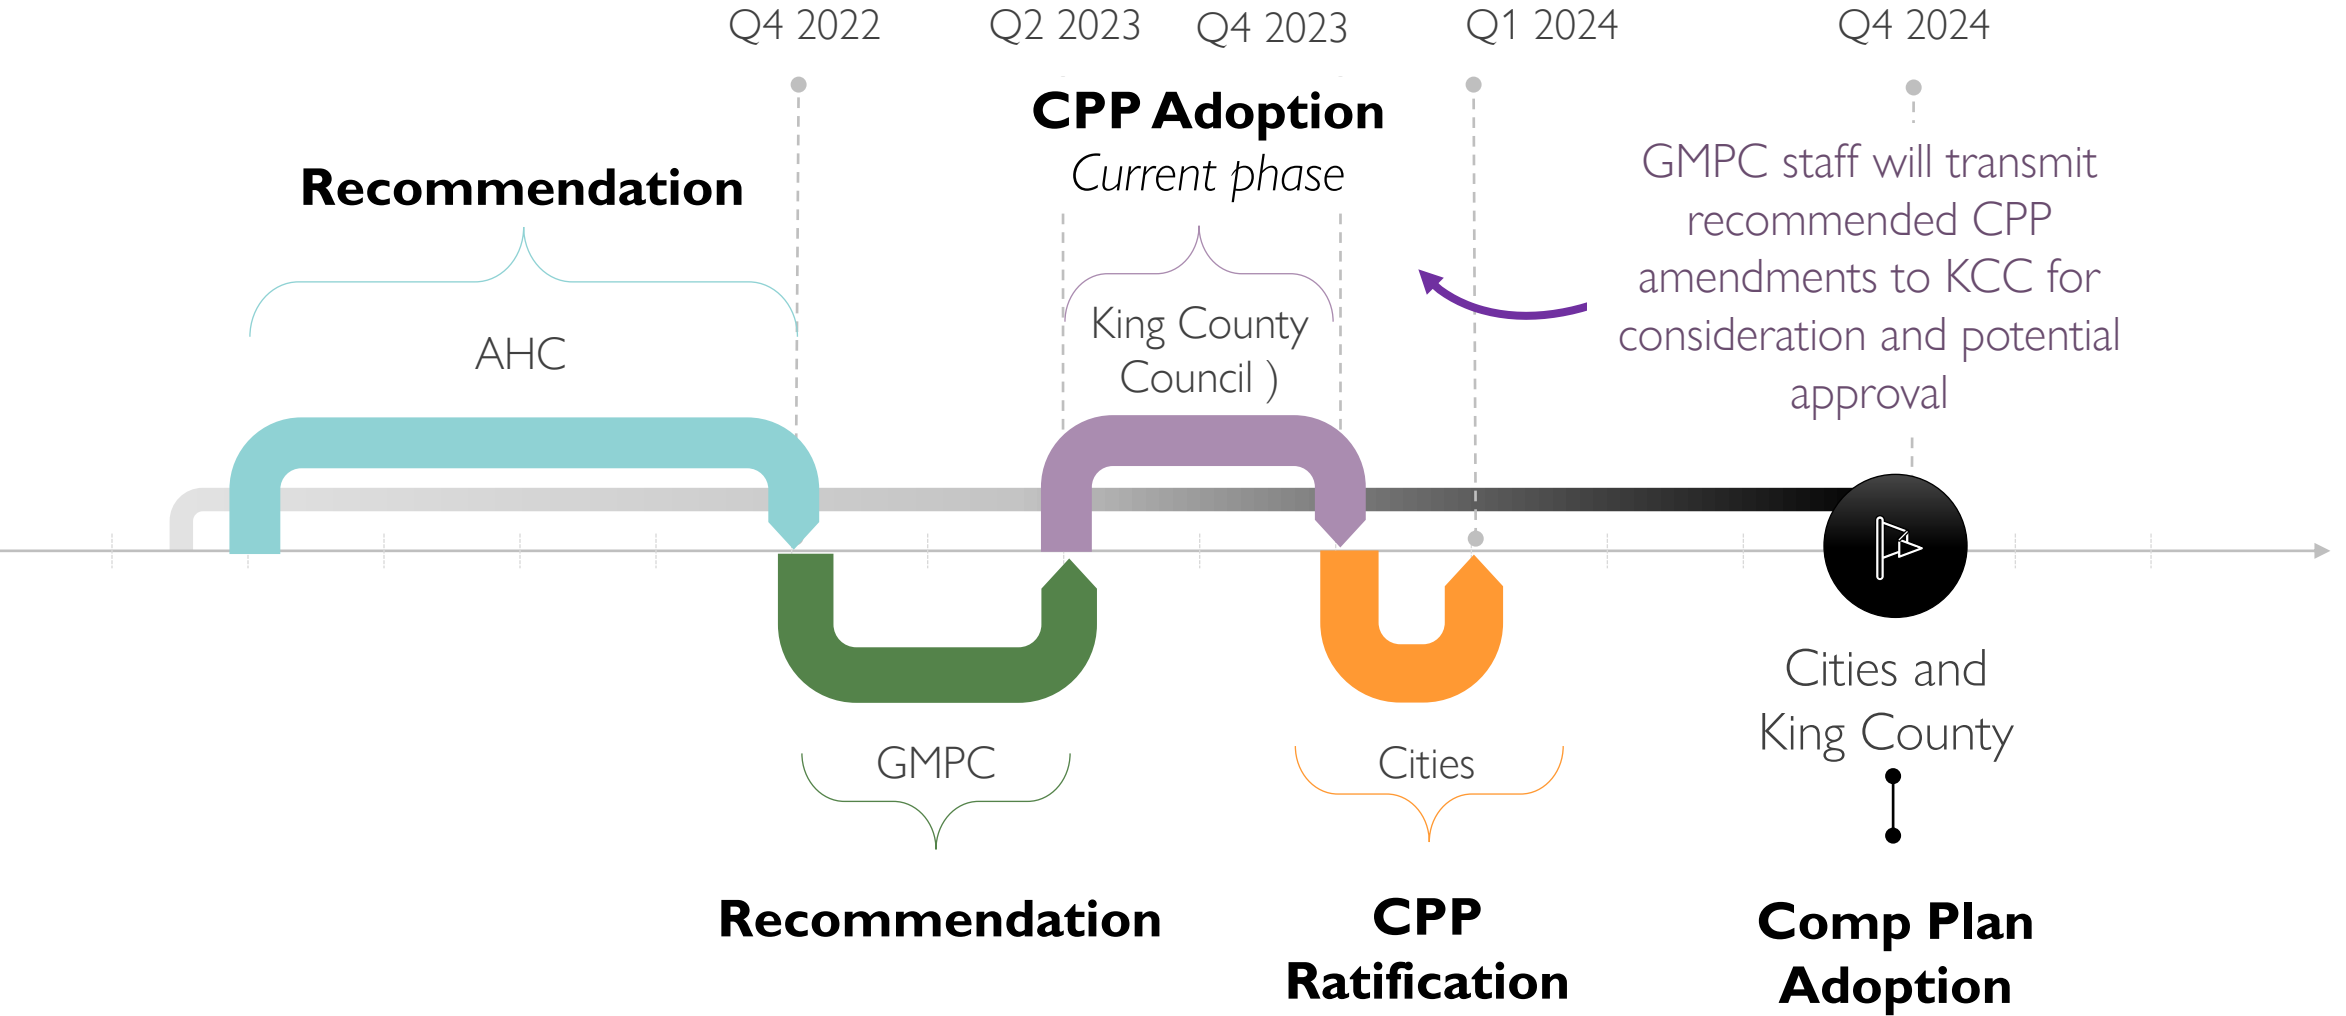 Q4 2022
Q2 2023
Q4 2023
Q1 2024
Q4 2024
CPP Adoption
Current phase
Recommendation
GMPC staff will transmit
recommended CPP
amendments to KCC for
consideration and potential
approval
AHC
King County
Council )
Cities and
King County
GMPC
Cities
Recommendation
CPP
Ratification
Comp Plan
Adoption